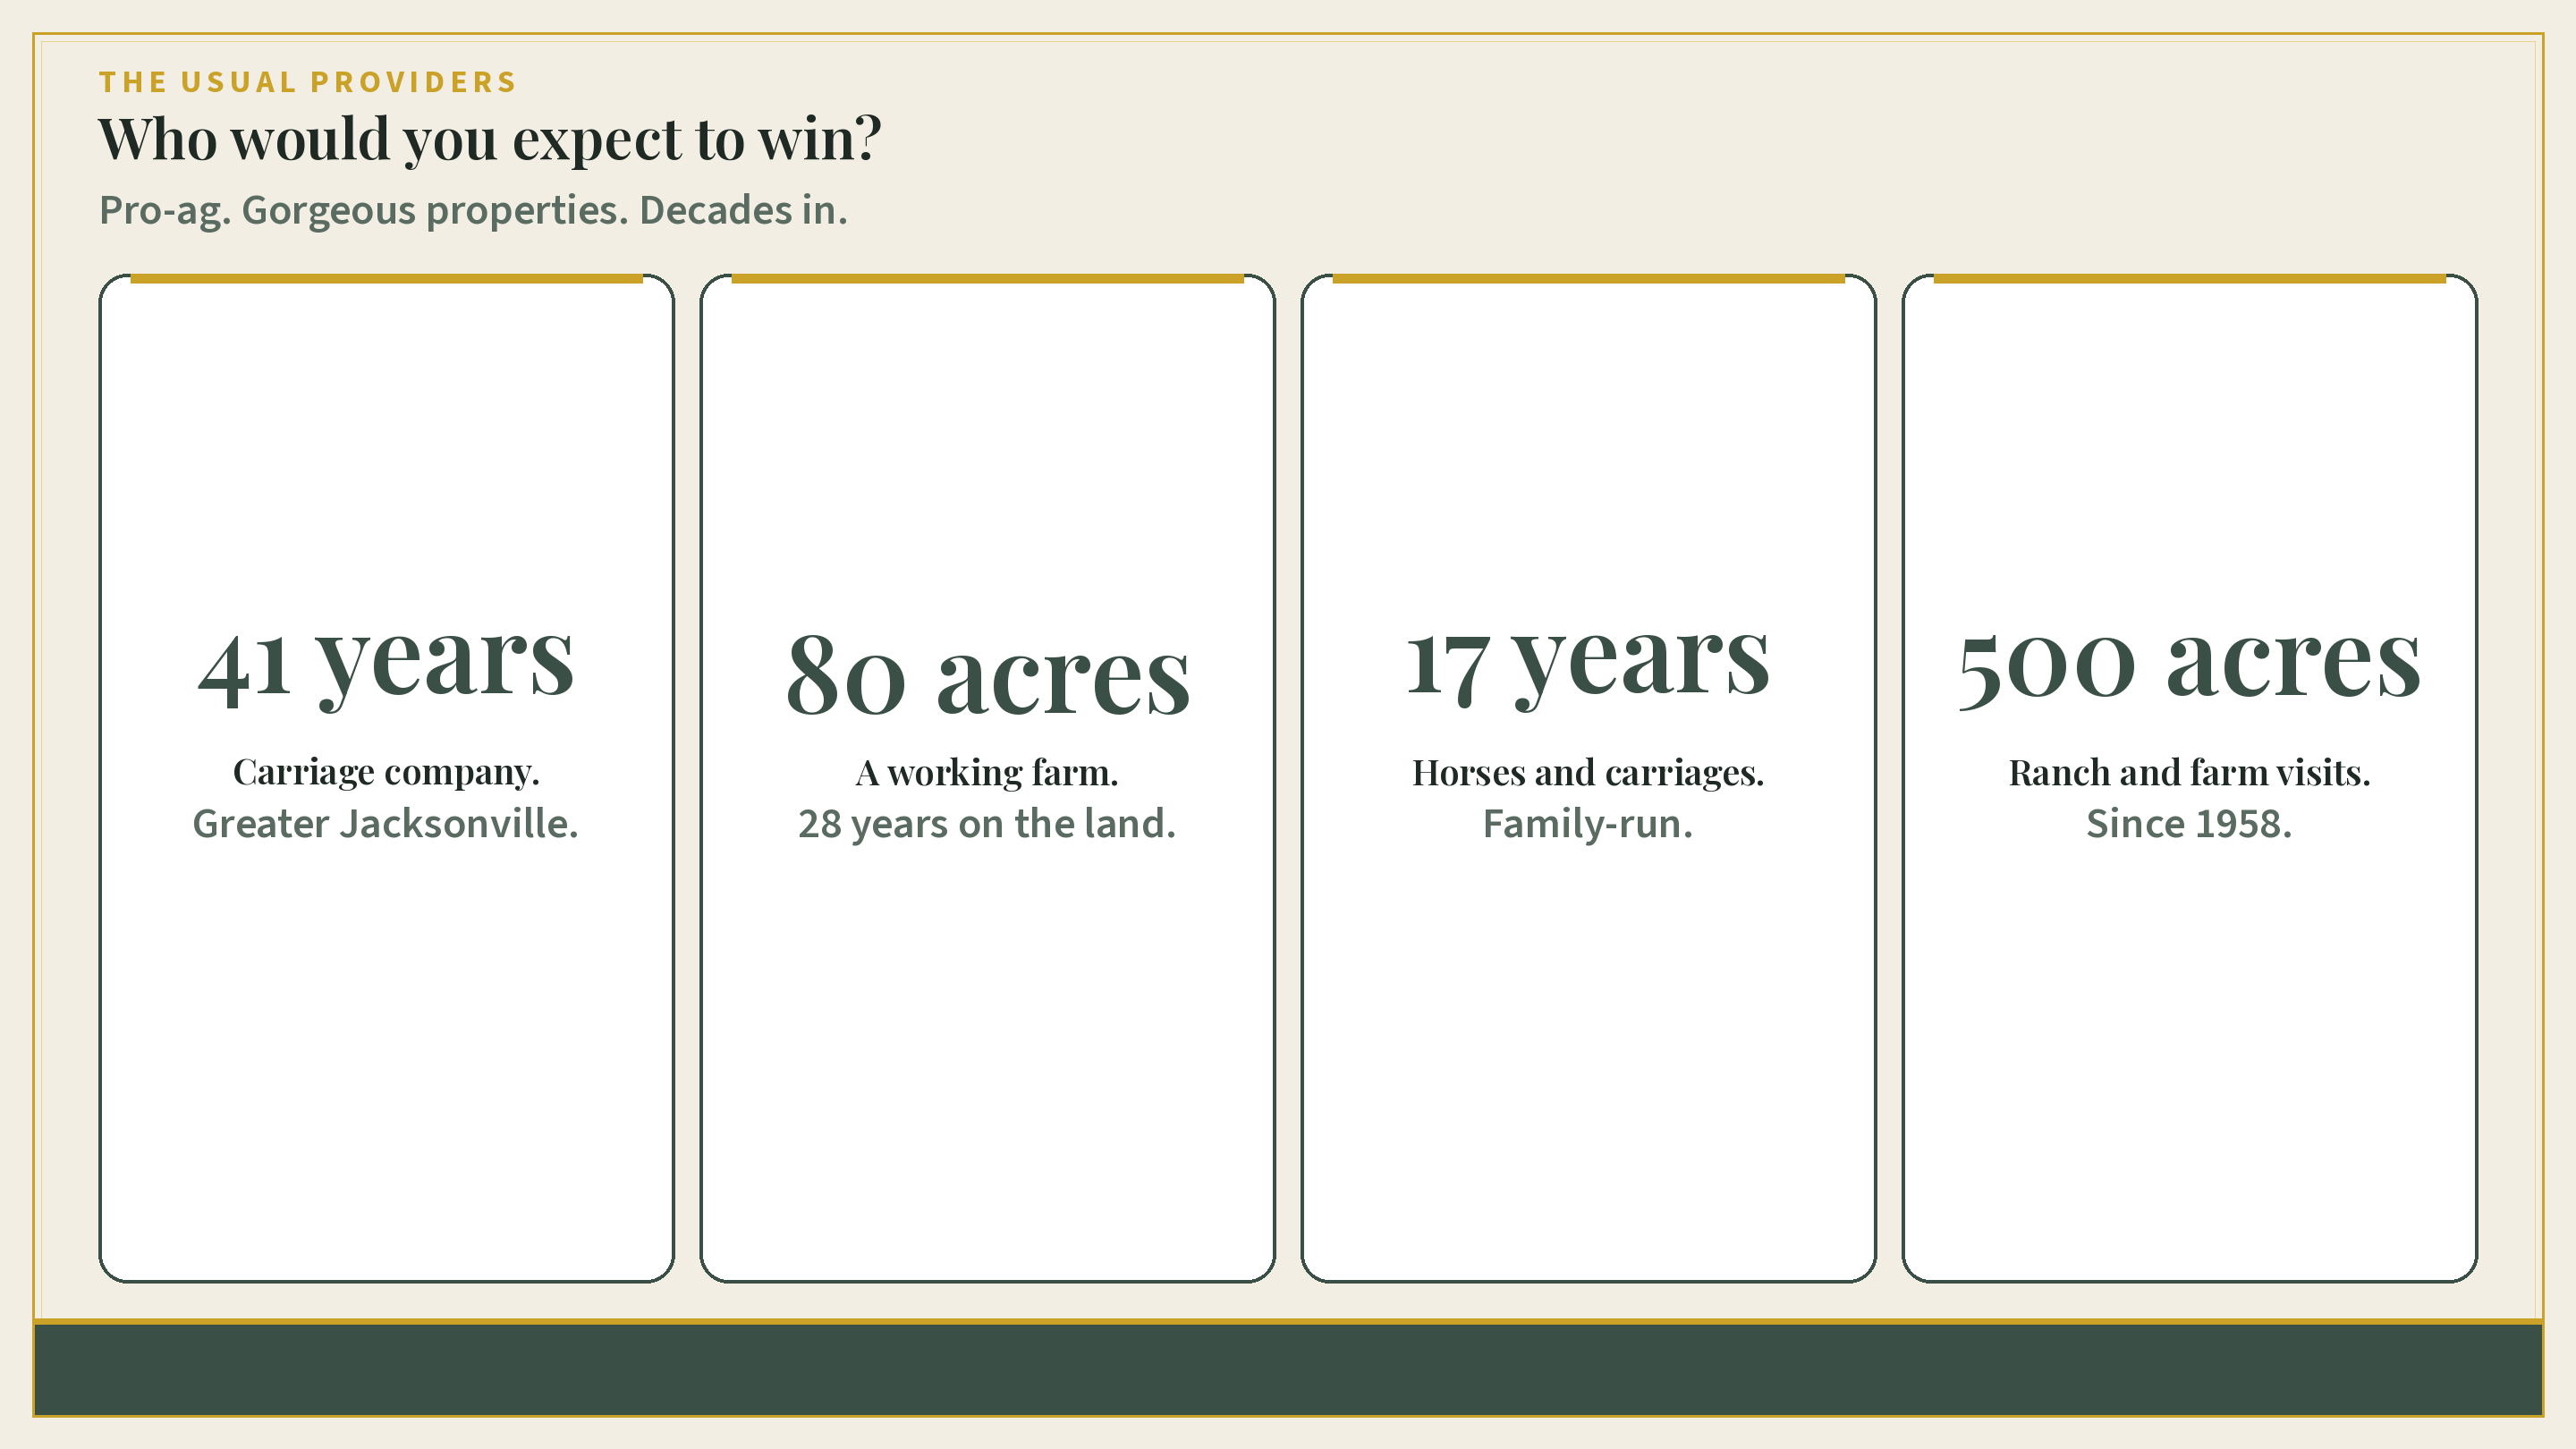 THE USUAL PROVIDERS
Who would you expect to win?
Pro-ag. Gorgeous properties. Decades in.
41 years
Carriage company.
Greater Jacksonville.
80 acres
A working farm.
28 years on the land.
17 years
Horses and carriages.
Family-run.
500 acres
Ranch and farm visits.
Since 1958.